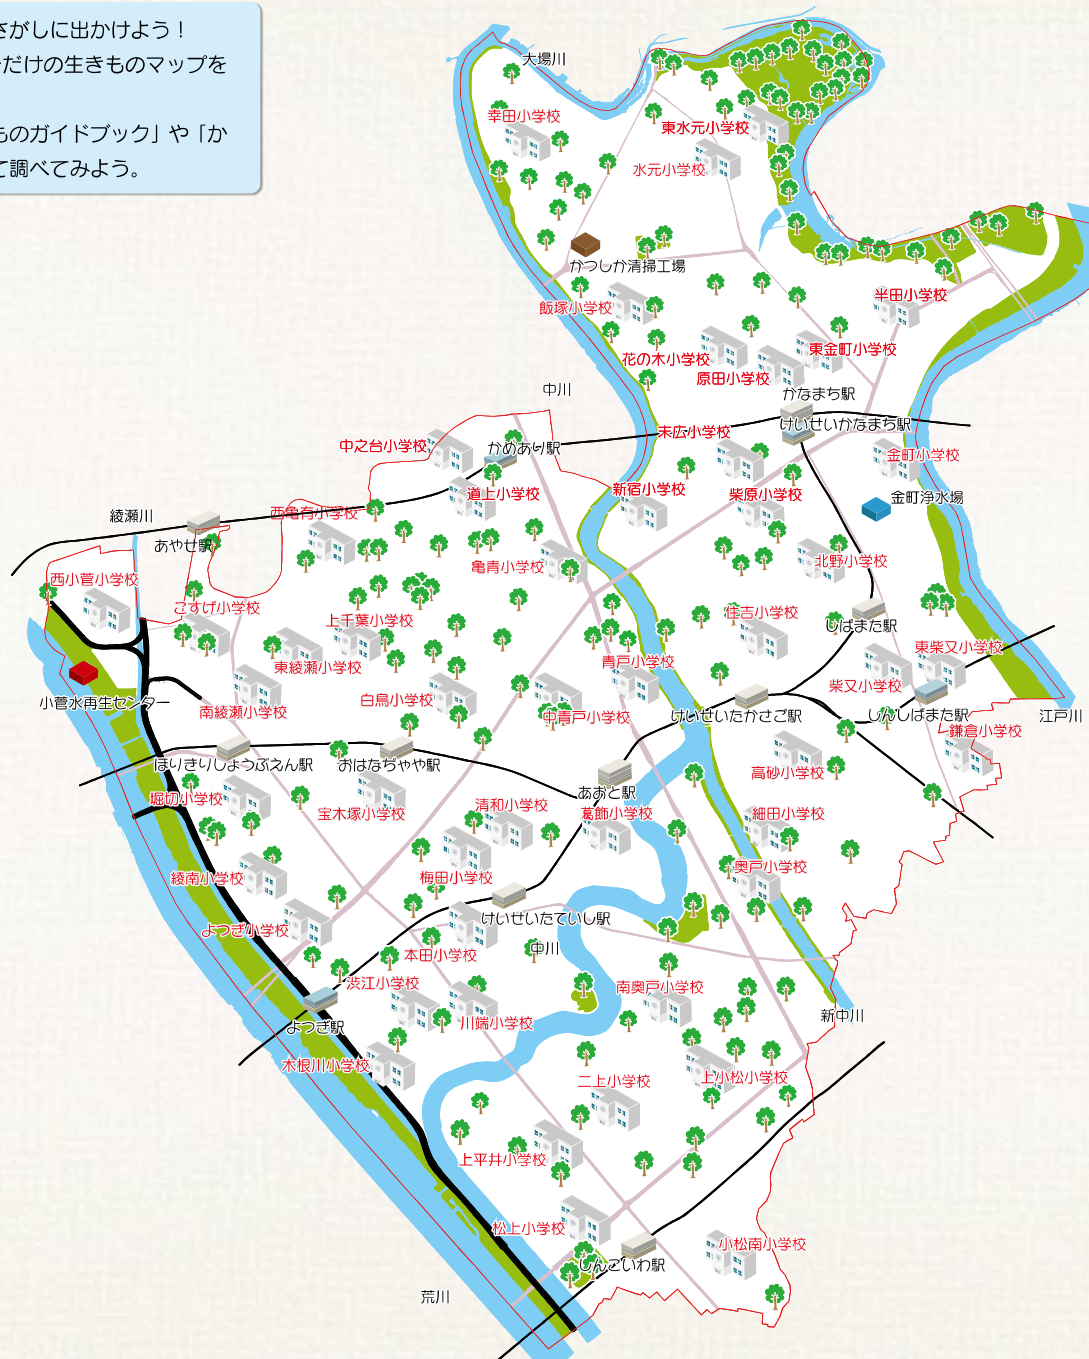 さがしに出かけよう！
だけの生きものマップを
ものガイドブック」や「か
て調べてみよう。
大場川
幸田小学校
東水元小学校
水元小学校
かつしか清掃工場
飯塚小学校
半田小学校
花の木小学校
東金町小学校
原田小学校
中川
かなまち駅
けいせいかなまち駅
末広小学校
中之台小学校
かめあり駅
金町小学校
道上小学校
新宿小学校
柴原小学校
金町浄水場
綾瀬川
西亀有小学校
あやせ駅
亀青小学校
北野小学校
西小菅小学校
こすげ小学校
上千葉小学校
住吉小学校
しばまた駅
東綾瀬小学校
青戸小学校
東柴又小学校
柴又小学校
小菅水再生センター
南綾瀬小学校
白鳥小学校
中青戸小学校
けいせいたかさご駅
しんしばまた駅
江戸川
鎌倉小学校
ほりきりしょうぶえん駅
おはなぢゃや駅
高砂小学校
堀切小学校
あおと駅
宝木塚小学校
清和小学校
葛飾小学校
細田小学校
綾南小学校
梅田小学校
奥戸小学校
けいせいたていし駅
よつぎ小学校
本田小学校
中川
渋江小学校
南奥戸小学校
よつぎ駅
川端小学校
新中川
木根川小学校
二上小学校
上小松小学校
上平井小学校
松上小学校
小松南小学校
しんこいわ駅
荒川